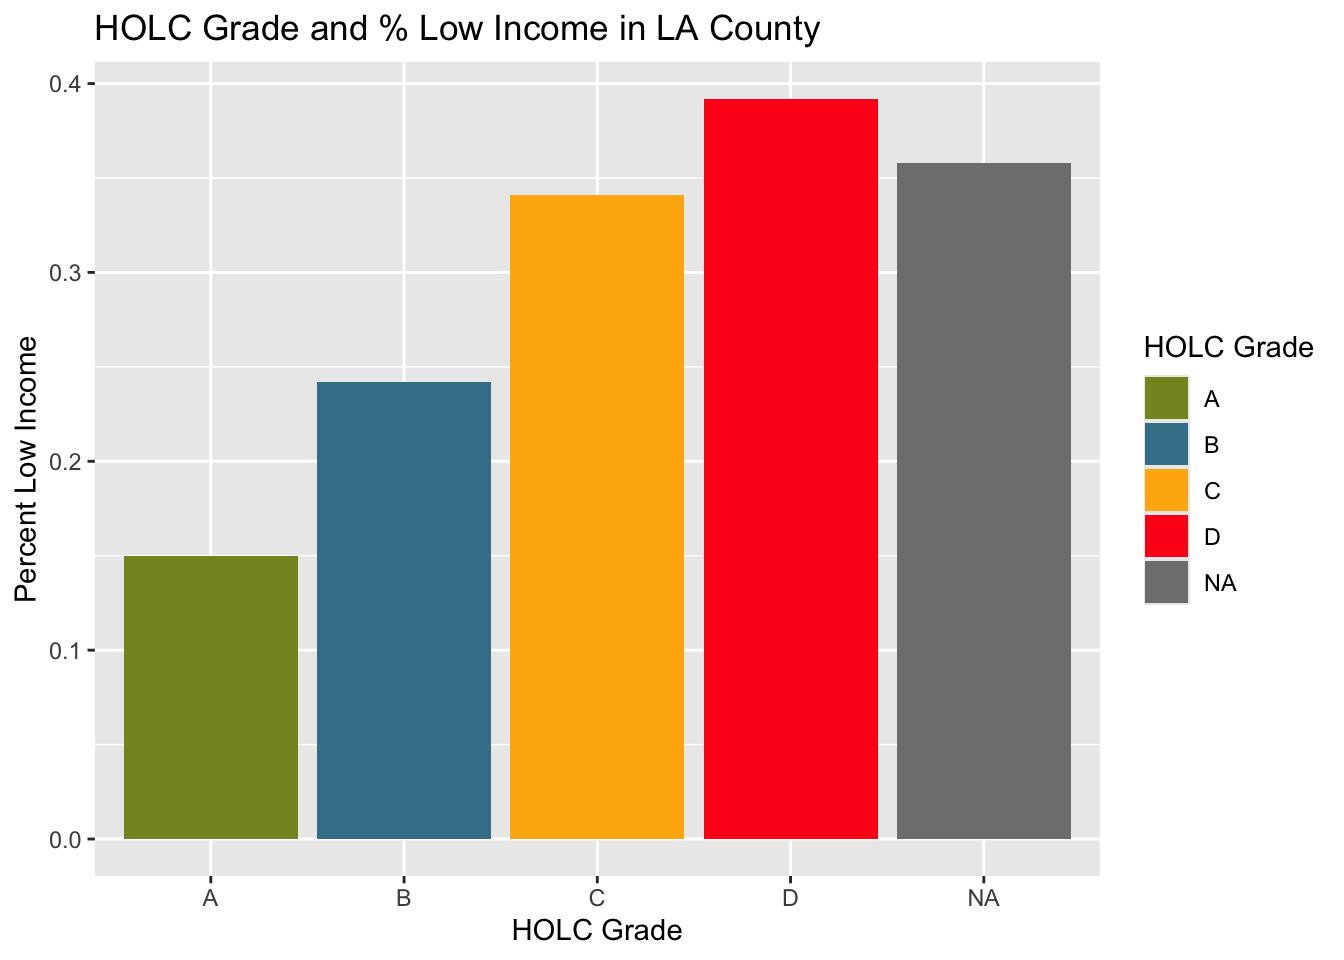 HOLC Grade and % Low Income in LA County
Percent Low Income
0.4
0.3
0.2
0.1
0.0
A B C D NA
HOLC Grade
HOLC Grade
A
B
C
D
NA